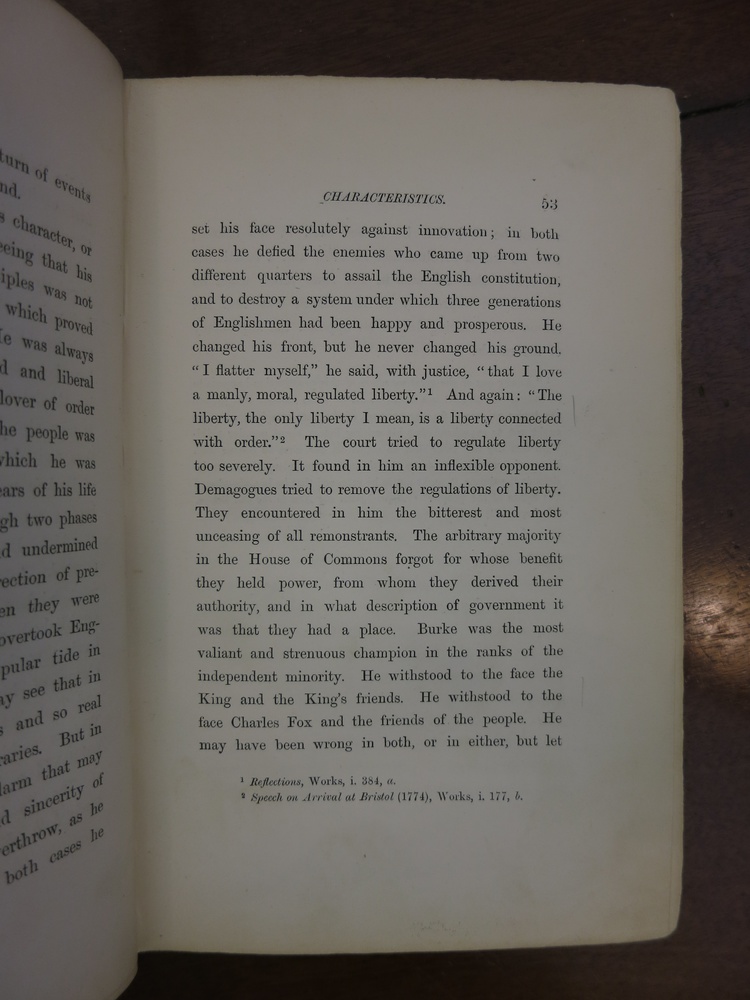 turn of events
nd.
s character, or
eing that his
iples was not
which proved
He was always
d and liberal
lover of order
he people was
which he was
ears of his life
gh two phases
d undermined
ection of pre-
en they were
overtook Eng-
pular tide in
ay see that in
s and so real
raries. But in
larm that may
d sincerity of
erthrow, as he
both cases he
CHARACTERISTICS. 53
set his face resolutely against innovation; in both
cases he defied the enemies who came up from two
different quarters to assail the English constitution,
and to destroy a system under which three generations
of Englishmen had been happy and prosperous. He
changed his front, but he never changed his ground.
“I flatter myself,” he said, with justice, “that I love
a manly, moral, regulated liberty.”¹ And again: “The
liberty, the only liberty I mean, is a liberty connected
with order.”² The court tried to regulate liberty
too severely. It found in him an inflexible opponent.
Demagogues tried to remove the regulations of liberty.
They encountered in him the bitterest and most
unceasing of all remonstrants. The arbitrary majority
in the House of Commons forgot for whose benefit
they held power, from whom they derived their
authority, and in what description of government it
was that they had a place. Burke was the most
valiant and strenuous champion in the ranks of the
independent minority. He withstood to the face the
King and the King’s friends. He withstood to the
face Charles Fox and the friends of the people. He
may have been wrong in both, or in either, but let
¹ Reflections, Works, i. 384, a.
² Speech on Arrival at Bristol (1774), Works, i. 177, b.